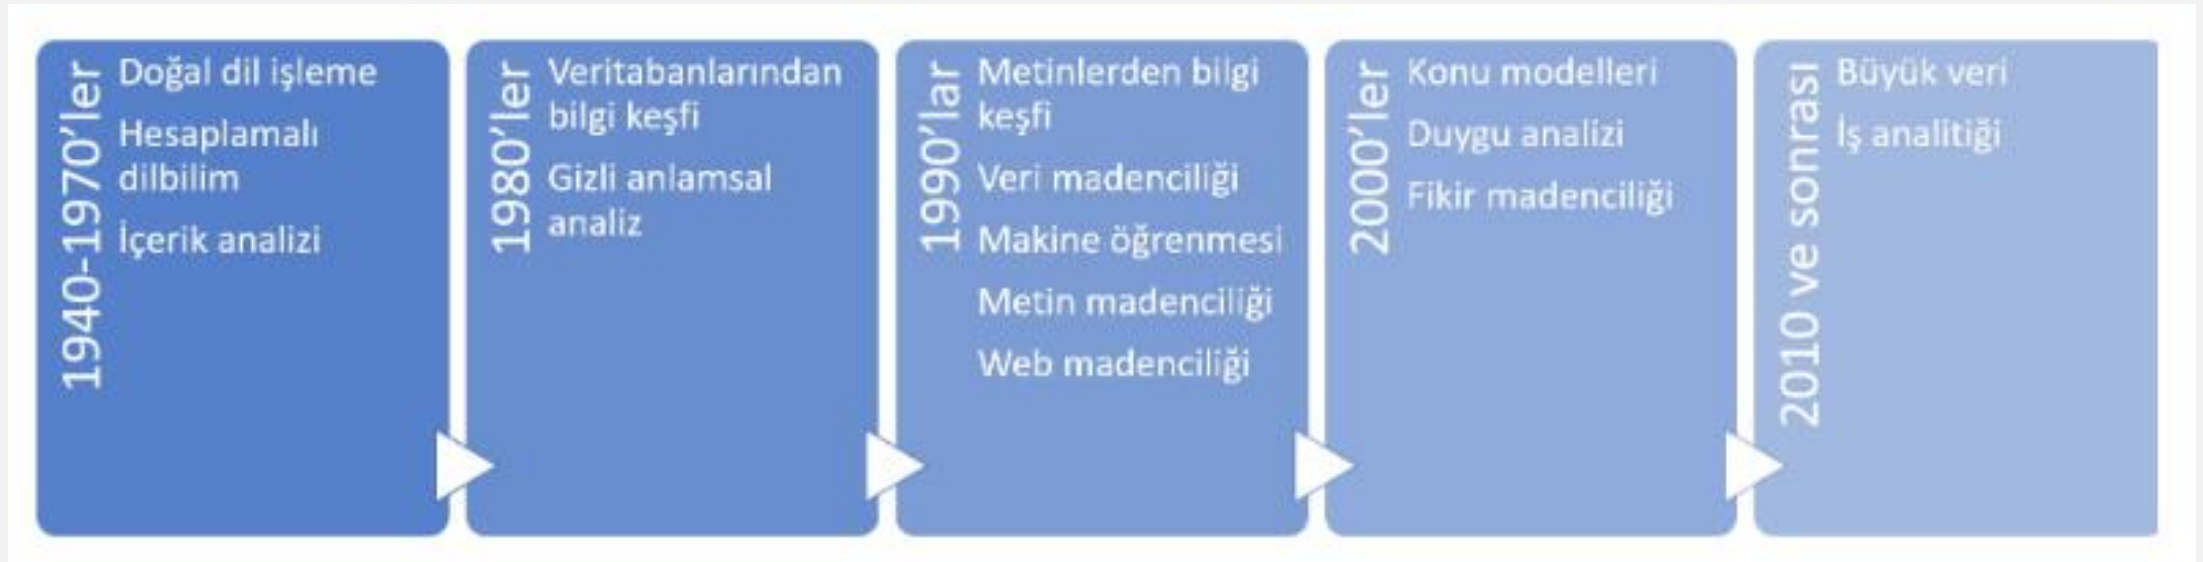 1940-1970'ler
Doğal dil işleme
Hesaplamalı
dilbilim
İçerik analizi
1980'ler
Veritabanlarından
bilgi keşfi
Gizli anlamsal
analiz
1990'lar
Metinlerden bilgi
keşfi
Veri madenciliği
Makine öğrenmesi
Metin madenciliği
Web madenciliği
2000'ler
Konu modelleri
Duygu analizi
Fikir madenciliği
2010 ve sonrası
Büyük veri
İş analitiği